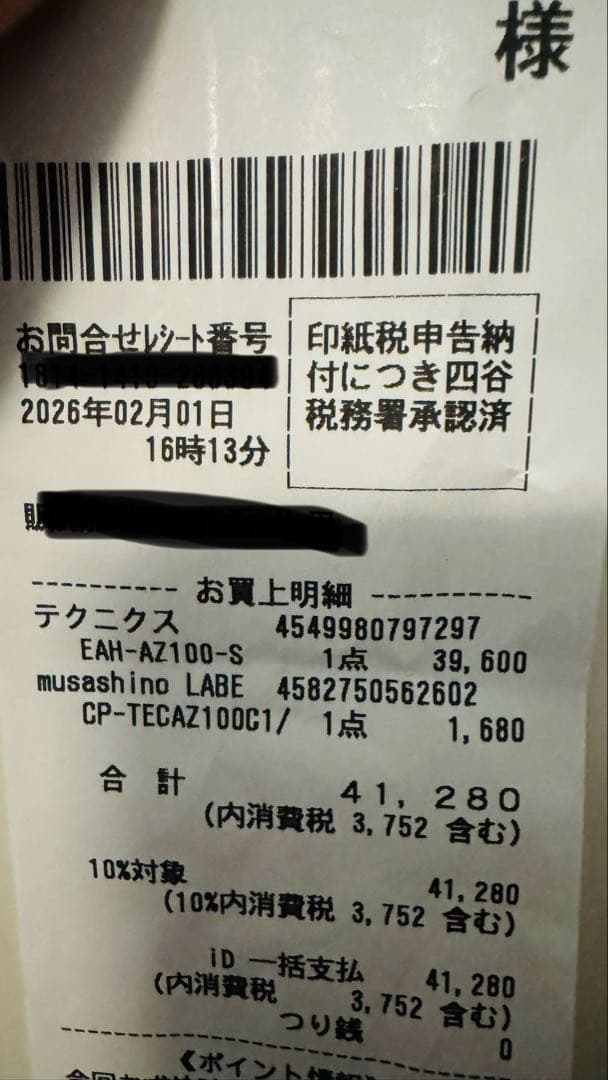 様
お問合せレシート番号
2026年02月01日
16時13分
印紙税申告納
付につき四谷
税務署承認済
お買上明細
テクニクス 4549980797297
EAH-AZ100-S 1点 39,600
musashino LABE 4582750562602
CP-TECAZ100C1/ 1点 1,680
合 計 41,280
(内消費税 3,752 含む)
10%対象 41,280
(10%内消費税 3,752 含む)
iD 一括支払 41,280
(内消費税 3,752 含む)
つり銭 0
《ポイント情報》